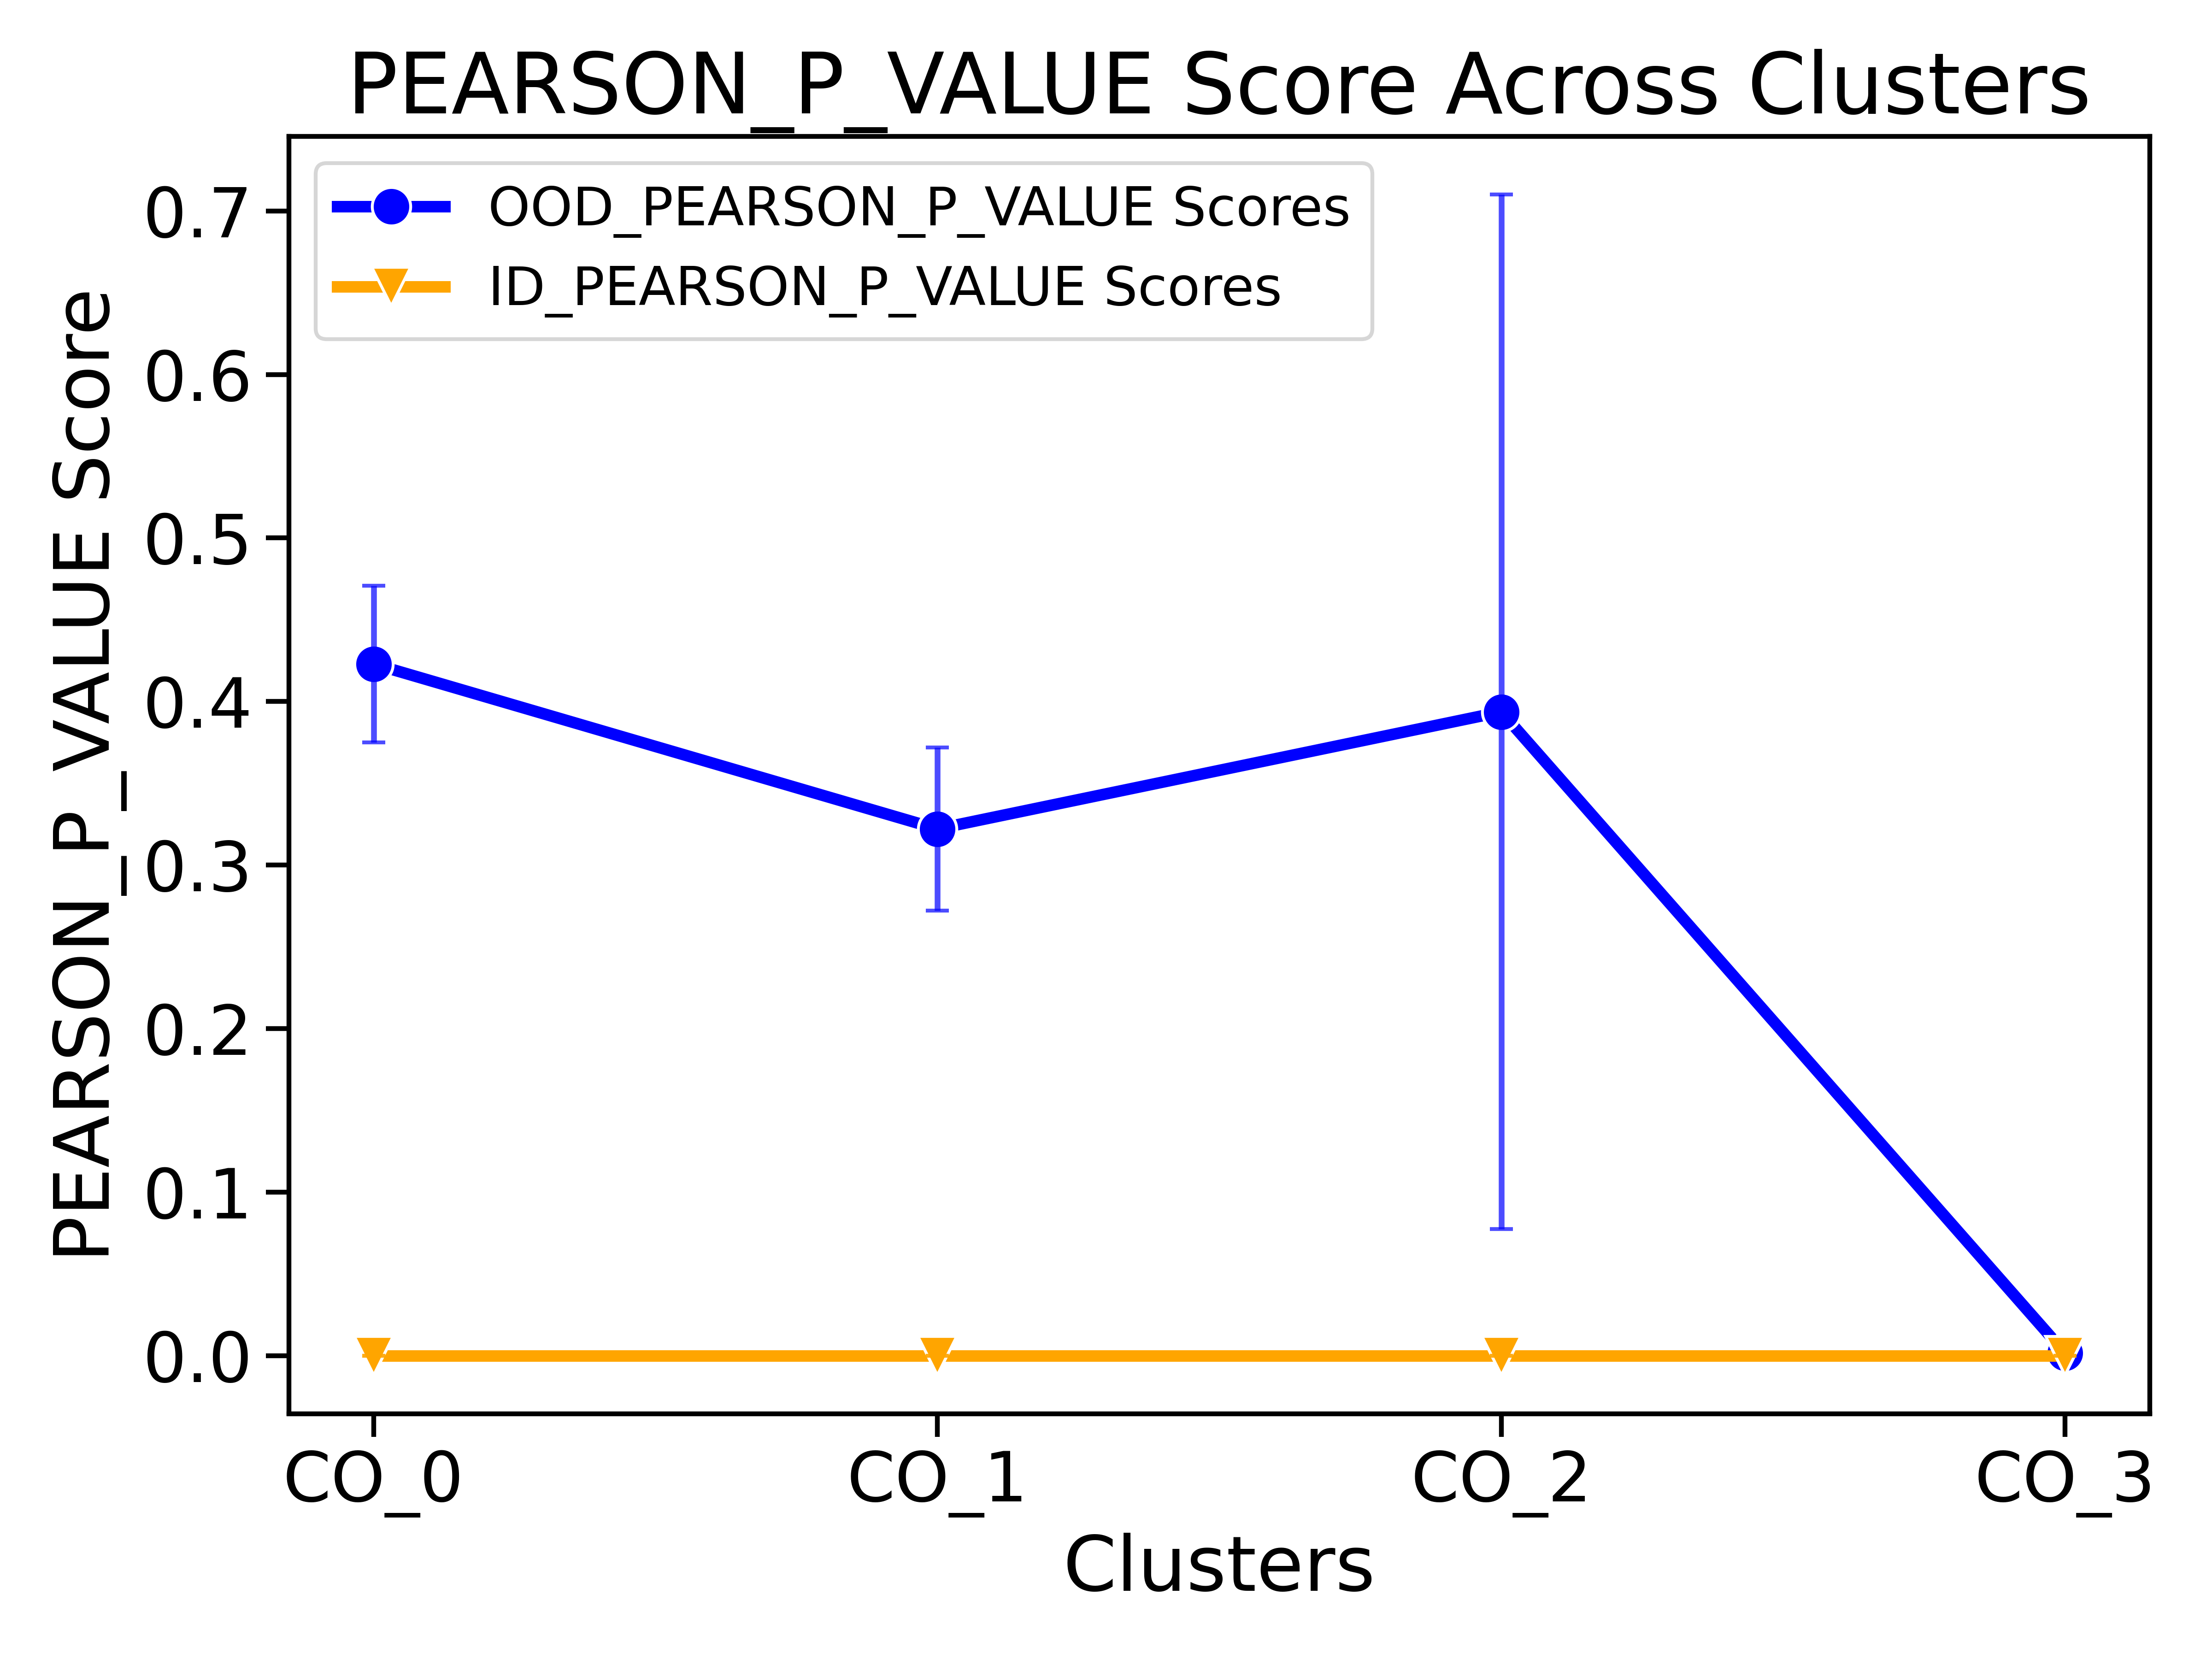 PEARSON_P_VALUE Score Across Clusters
OOD_PEARSON_P_VALUE Scores
ID_PEARSON_P_VALUE Scores
PEARSON_P_VALUE Score
0.7
0.6
0.5
0.4
0.3
0.2
0.1
0.0
CO_0 CO_1 CO_2 CO_3
Clusters